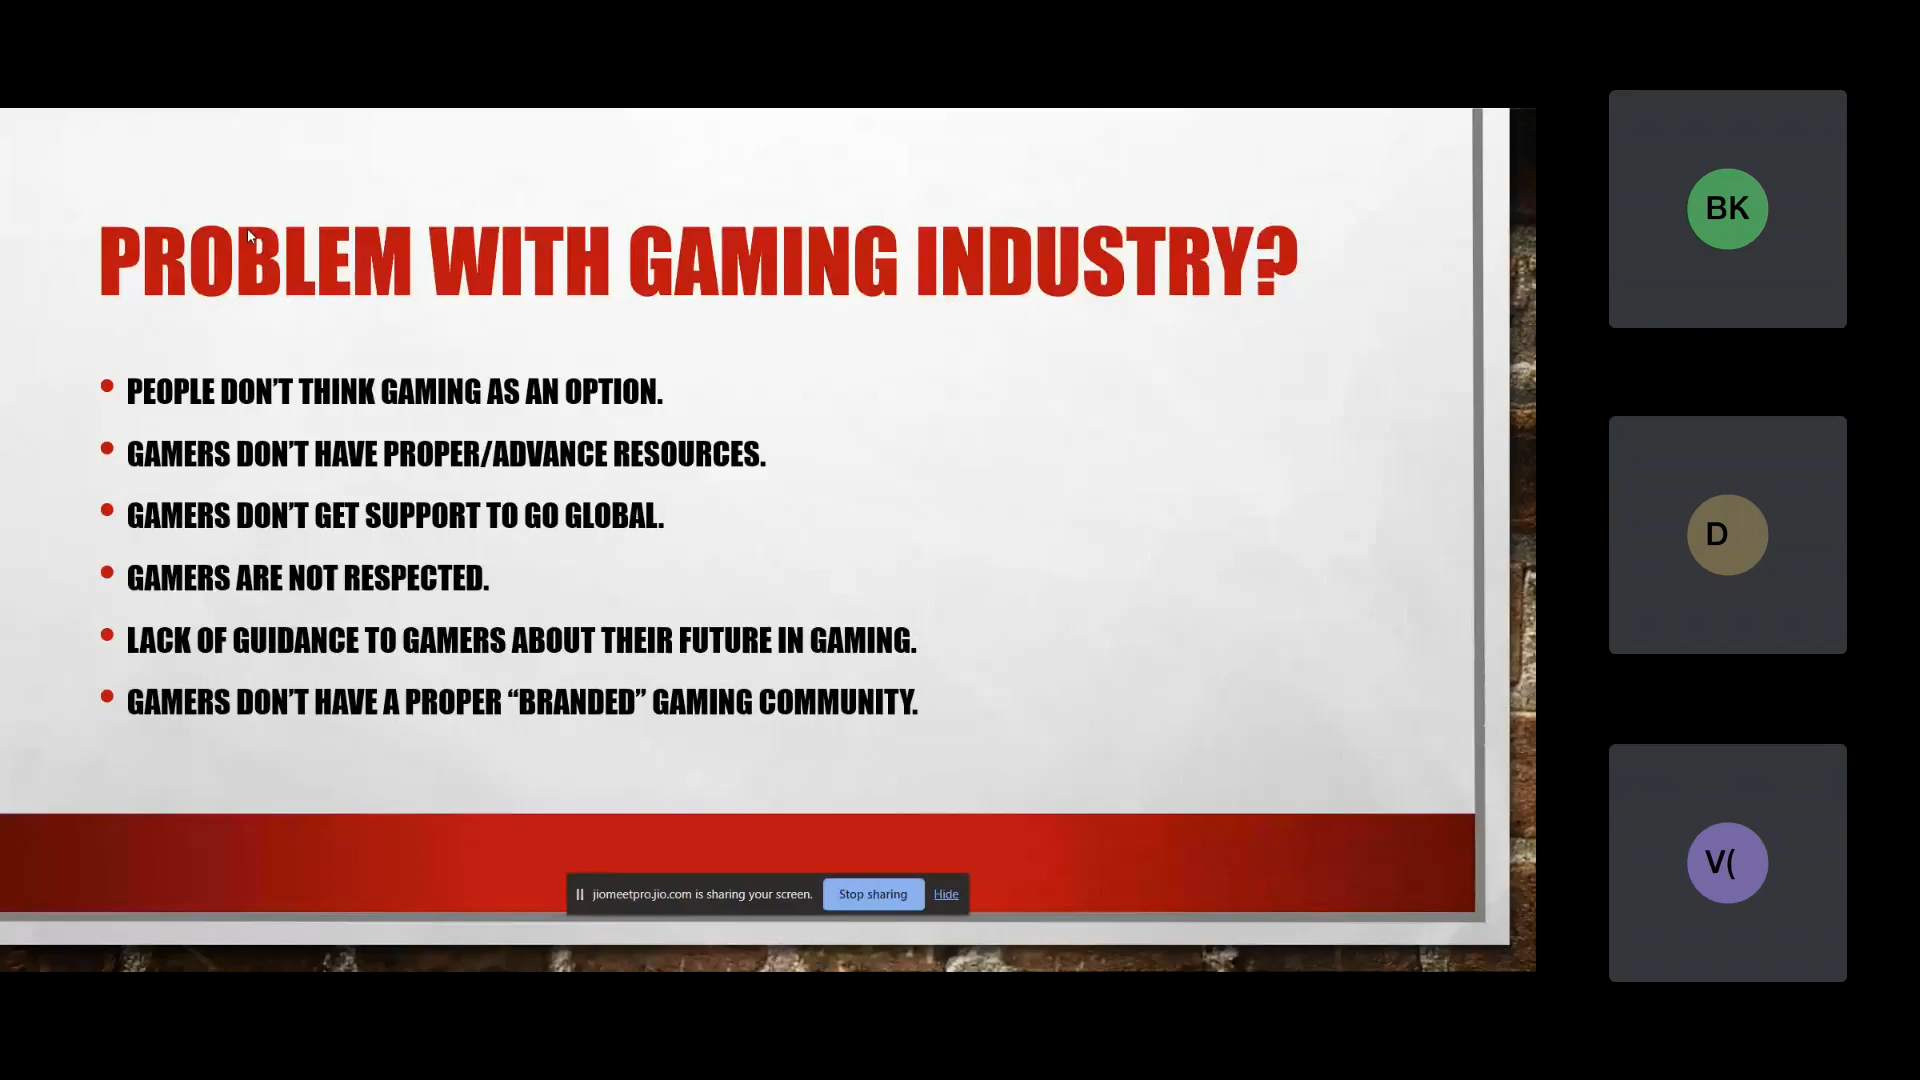 PROBLEM WITH GAMING INDUSTRY?
• PEOPLE DON’T THINK GAMING AS AN OPTION.
• GAMERS DON’T HAVE PROPER/ADVANCE RESOURCES.
• GAMERS DON’T GET SUPPORT TO GO GLOBAL.
• GAMERS ARE NOT RESPECTED.
• LACK OF GUIDANCE TO GAMERS ABOUT THEIR FUTURE IN GAMING.
• GAMERS DON’T HAVE A PROPER “BRANDED” GAMING COMMUNITY.
jiomeetpro.jio.com is sharing your screen. Stop sharing Hide
BK
D
V(